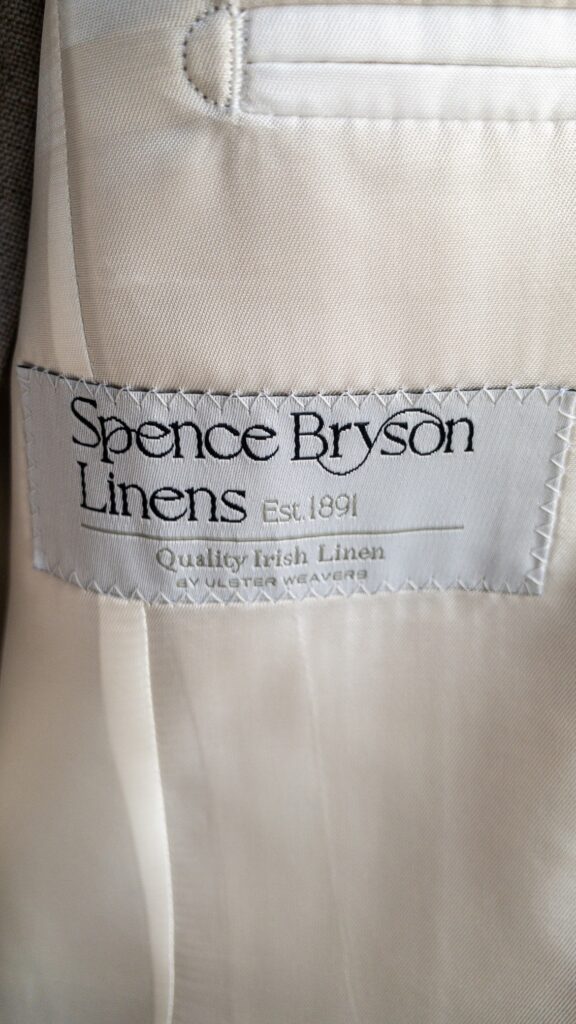 Spence Bryson
Linens Est. 1891
Quality Irish Linen
BY ULSTER WEAVERS